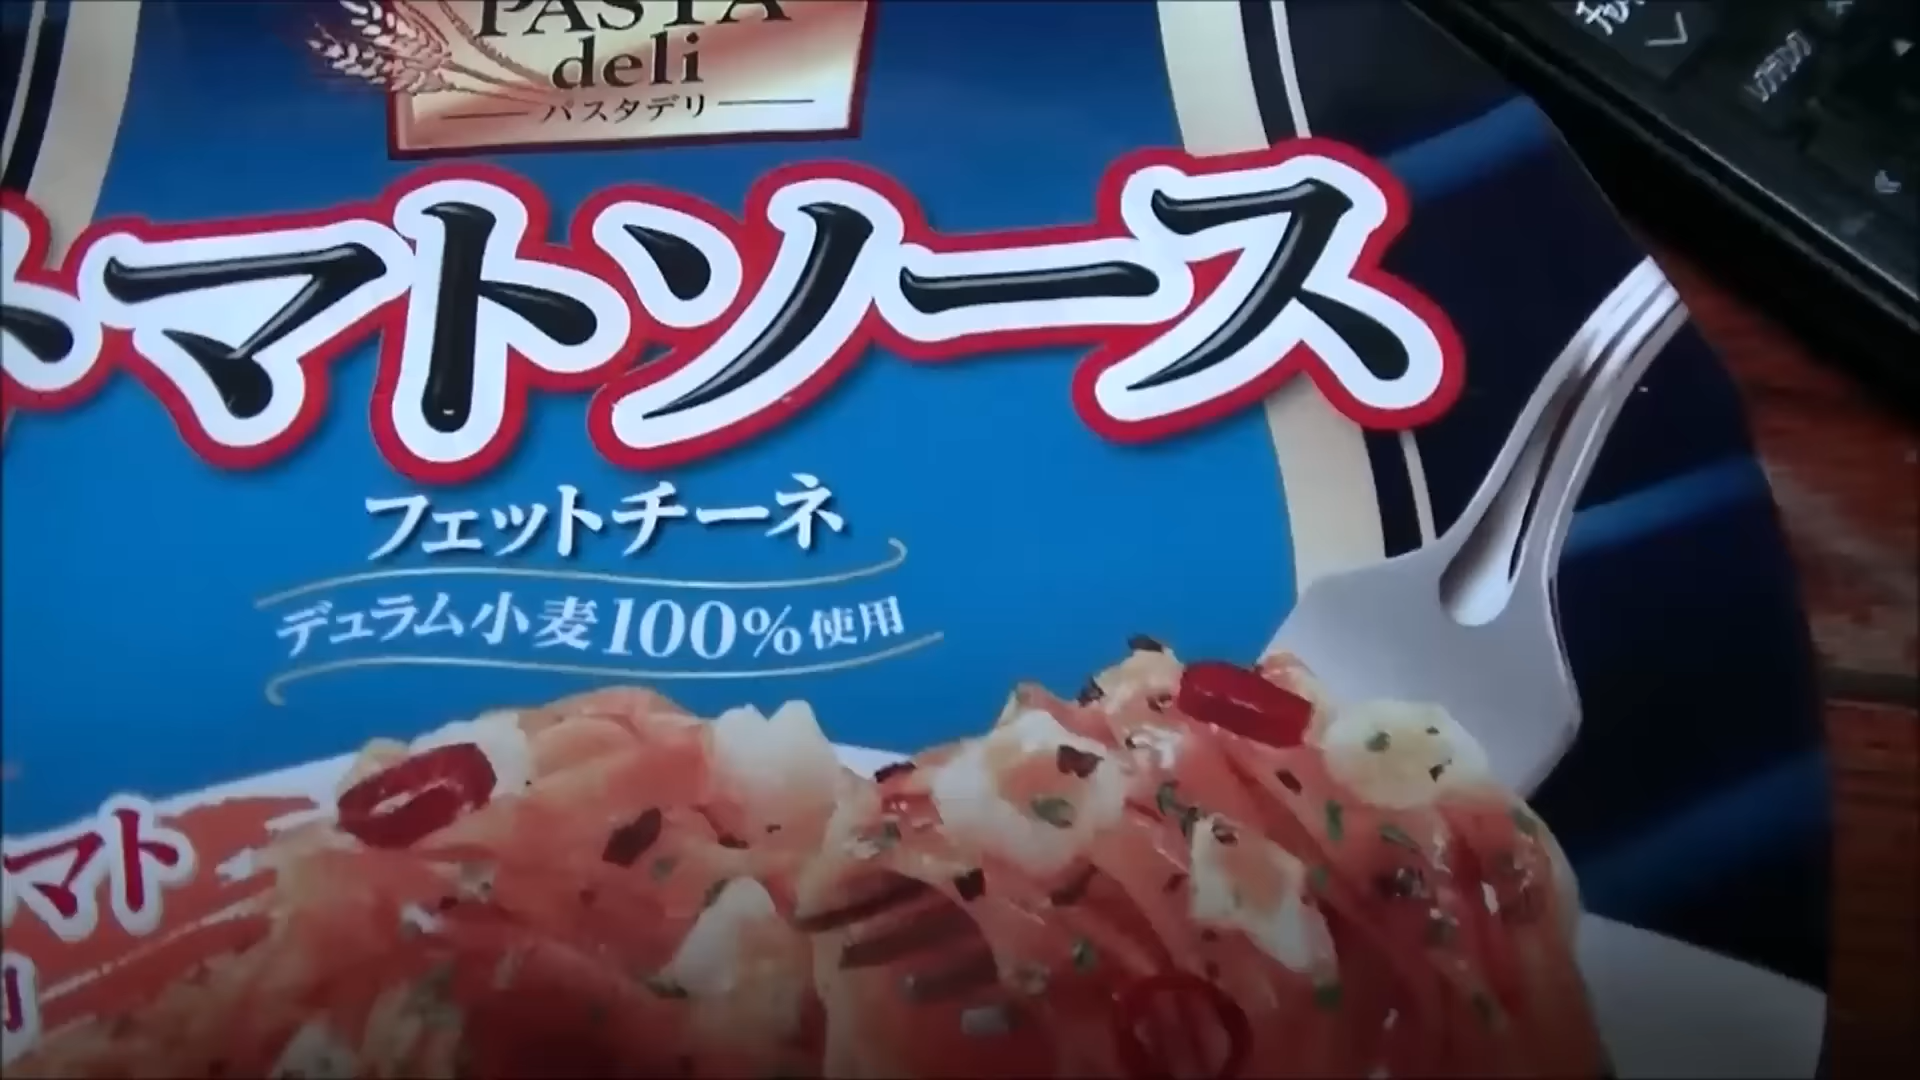 PASTA
deli
パスタデリ
トマトソース
フェットチーネ
デュラム小麦100%使用
マト